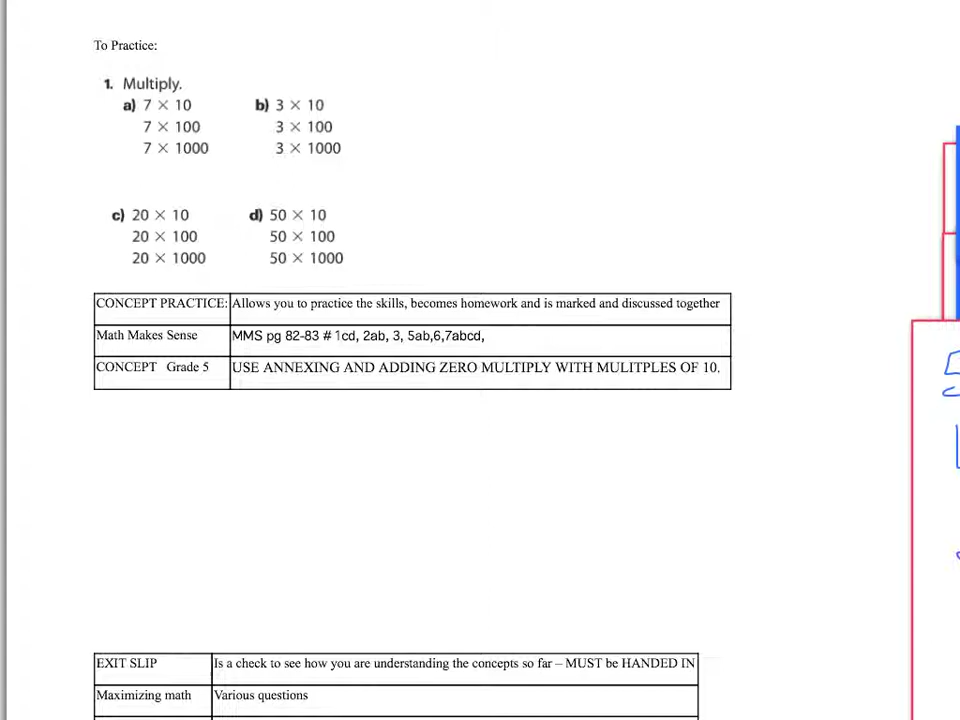 To Practice:
1. Multiply.
a) 7 × 10 b) 3 × 10
7 × 100 3 × 100
7 × 1000 3 × 1000
c) 20 × 10 d) 50 × 10
20 × 100 50 × 100
20 × 1000 50 × 1000
CONCEPT PRACTICE: Allows you to practice the skills, becomes homework and is marked and discussed together
Math Makes Sense MMS pg 82-83 # 1cd, 2ab, 3, 5ab,6,7abcd,
CONCEPT Grade 5 USE ANNEXING AND ADDING ZERO MULTIPLY WITH MULITPLES OF 10.
EXIT SLIP Is a check to see how you are understanding the concepts so far – MUST be HANDED IN
Maximizing math Various questions